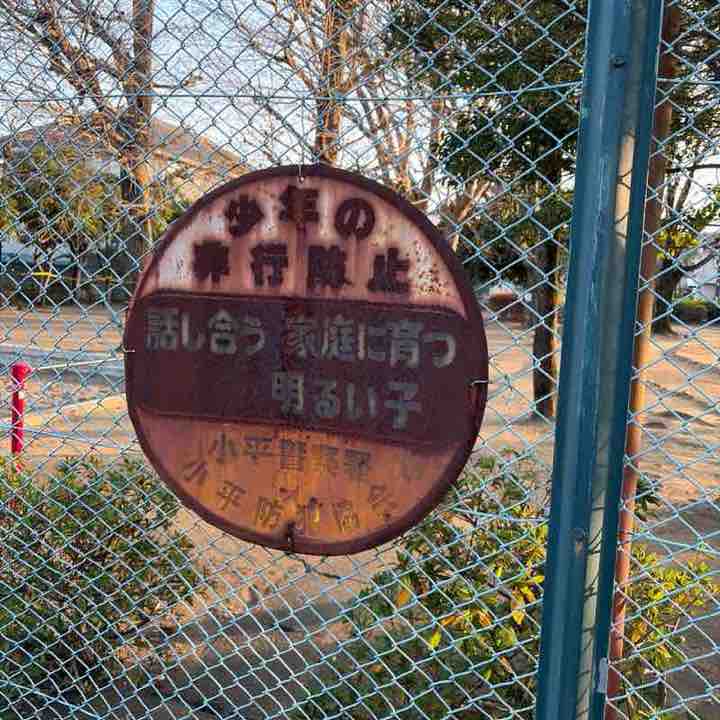 少年の
非行防止
話し合う 家庭に育つ
明るい子
小平警察署
小平防犯協会